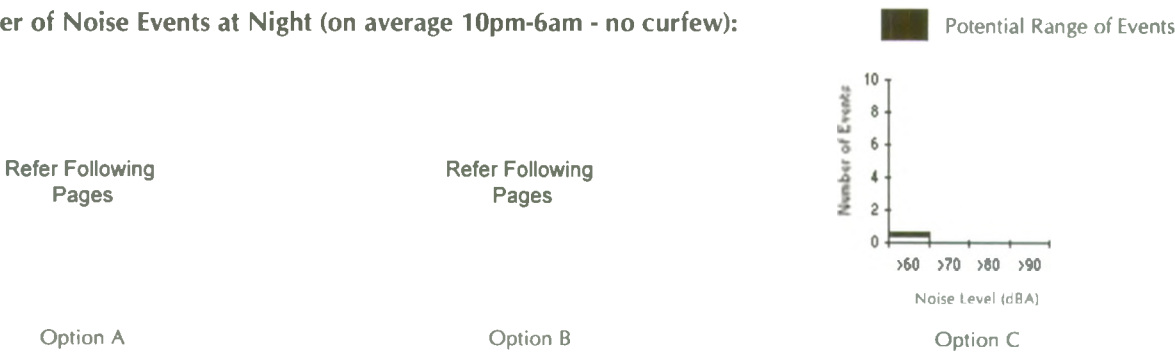 er of Noise Events at Night (on average 10pm-6am - no curfew):
Potential Range of Events
Refer Following
Pages
Refer Following
Pages
Number of Events
10
8
6
4
2
0
>60 >70 >80 >90
Noise Level (dBA)
Option A
Option B
Option C